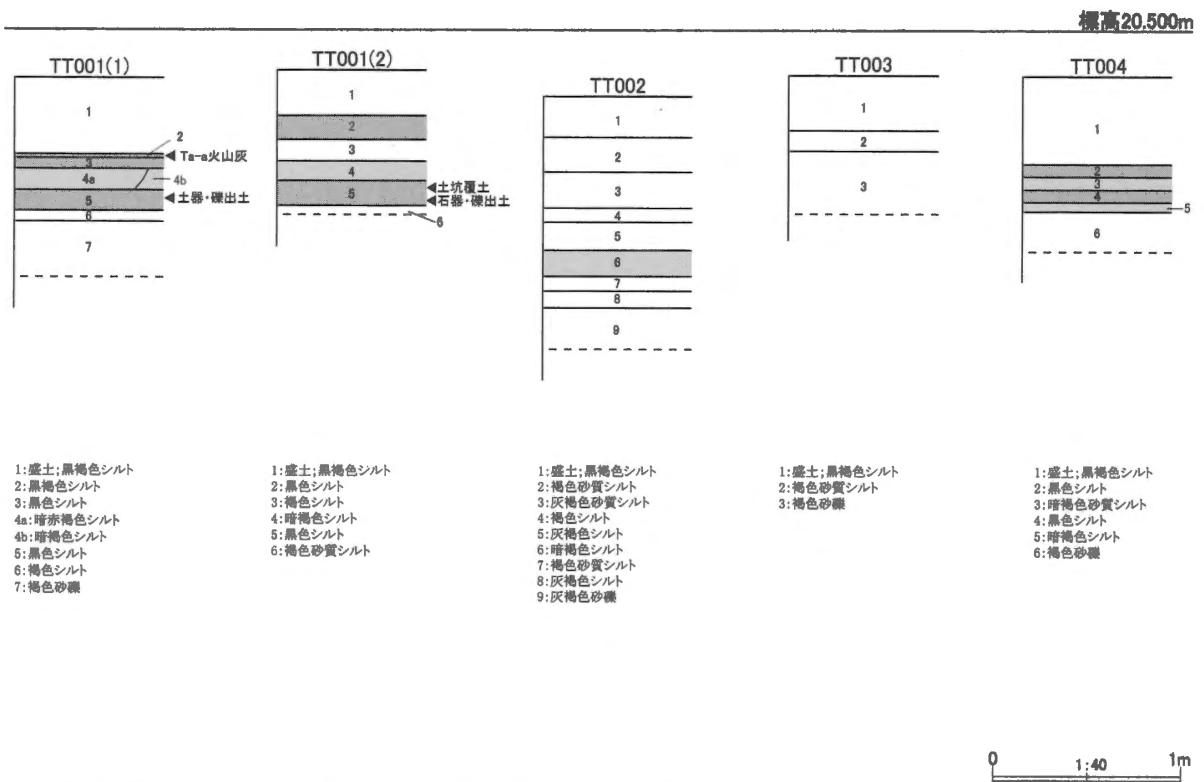 標高20.500m
TT001(1)
1
2
Ta-a火山灰
3
4a
4b
5
土器・礫出土
6
7
TT001(2)
1
2
3
4
5
土坑覆土
石器・礫出土
6
TT002
1
2
3
4
5
6
7
8
9
TT003
1
2
3
TT004
1
2
3
4
5
6
1:盛土;黒褐色シルト
2:黒褐色シルト
3:黒色シルト
4a:暗赤褐色シルト
4b:暗褐色シルト
5:黒色シルト
6:褐色シルト
7:褐色砂礫
1:盛土;黒褐色シルト
2:黒色シルト
3:褐色シルト
4:暗褐色シルト
5:黒色シルト
6:褐色砂質シルト
1:盛土;黒褐色シルト
2:褐色砂質シルト
3:灰褐色砂質シルト
4:褐色シルト
5:灰褐色シルト
6:暗褐色シルト
7:褐色砂質シルト
8:灰褐色シルト
9:灰褐色砂礫
1:盛土;黒褐色シルト
2:褐色砂質シルト
3:褐色砂礫
1:盛土;黒褐色シルト
2:黒色シルト
3:暗褐色砂質シルト
4:黒色シルト
5:暗褐色シルト
6:褐色砂礫
0 1:40 1m